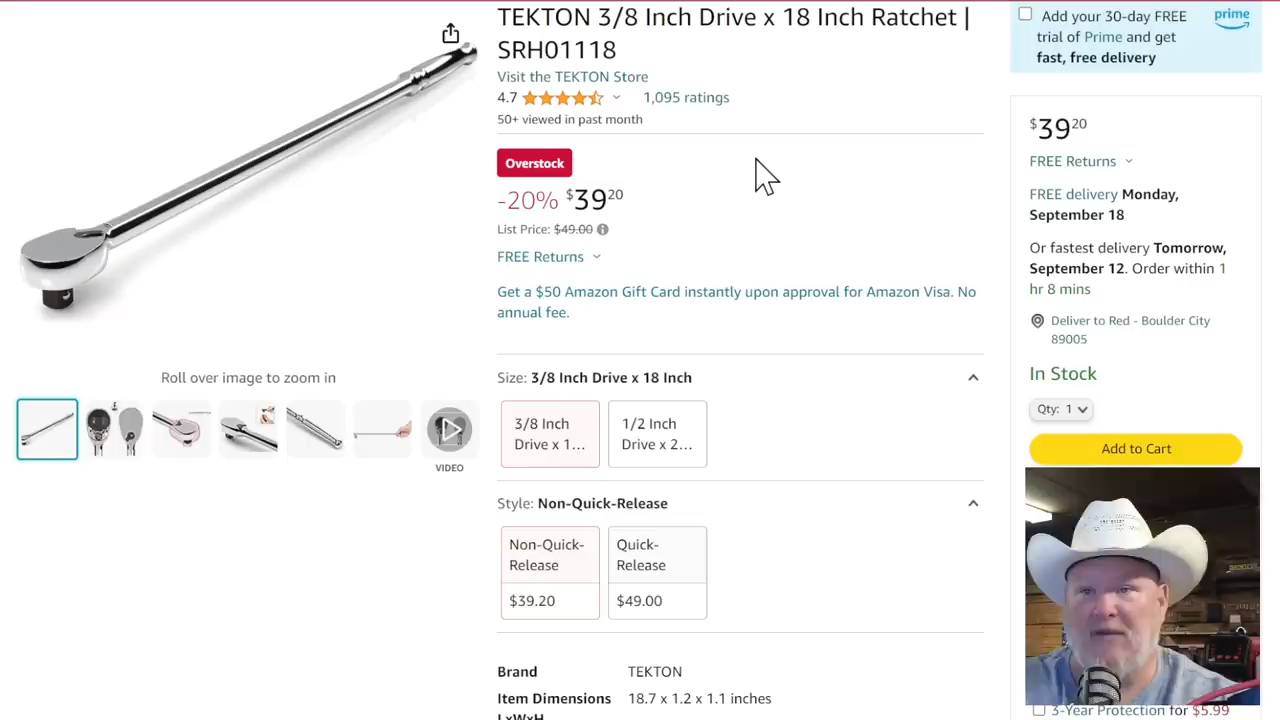 TEKTON 3/8 Inch Drive x 18 Inch Ratchet |
SRH01118
Visit the TEKTON Store
4.7
1,095 ratings
50+ viewed in past month
Overstock
-20% $39 20
List Price: $49.00
FREE Returns
Get a $50 Amazon Gift Card instantly upon approval for Amazon Visa. No
annual fee.
Roll over image to zoom in
VIDEO
Size: 3/8 Inch Drive x 18 Inch
3/8 Inch
Drive x 1...
1/2 Inch
Drive x 2...
Style: Non-Quick-Release
Non-Quick-
Release
$39.20
Quick-
Release
$49.00
Brand TEKTON
Item Dimensions 18.7 x 1.2 x 1.1 inches
LxWxH
Add your 30-day FREE
trial of Prime and get
fast, free delivery
prime
$39 20
FREE Returns
FREE delivery Monday,
September 18
Or fastest delivery Tomorrow,
September 12. Order within 1
hr 8 mins
Deliver to Red - Boulder City
89005
In Stock
Qty: 1
Add to Cart
3-Year Protection for $5.99